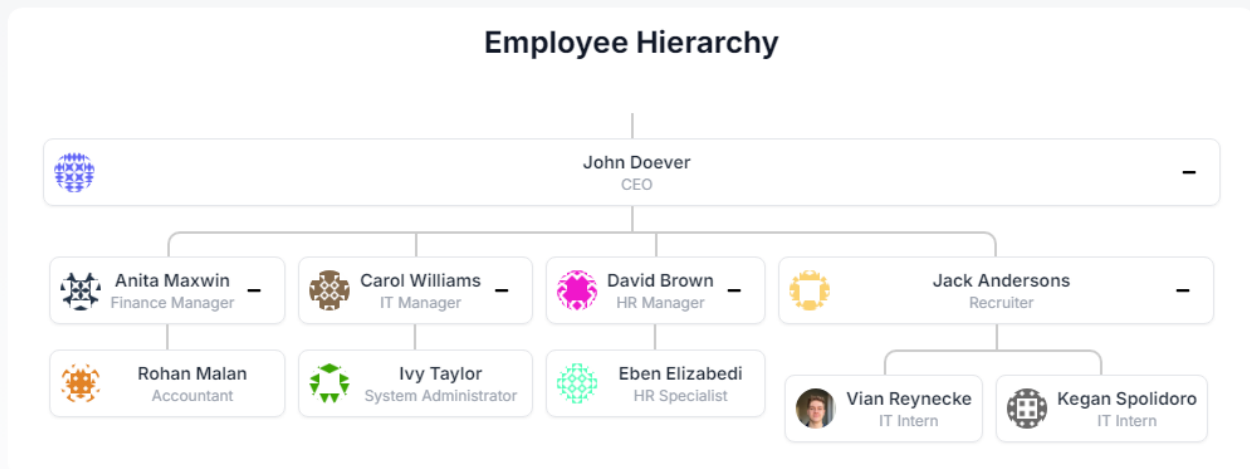 Employee Hierarchy
John Doever
CEO
Anita Maxwin
Finance Manager
Carol Williams
IT Manager
David Brown
HR Manager
Jack Andersons
Recruiter
Rohan Malan
Accountant
Ivy Taylor
System Administrator
Eben Elizabedi
HR Specialist
Vian Reynecke
IT Intern
Kegan Spolidoro
IT Intern